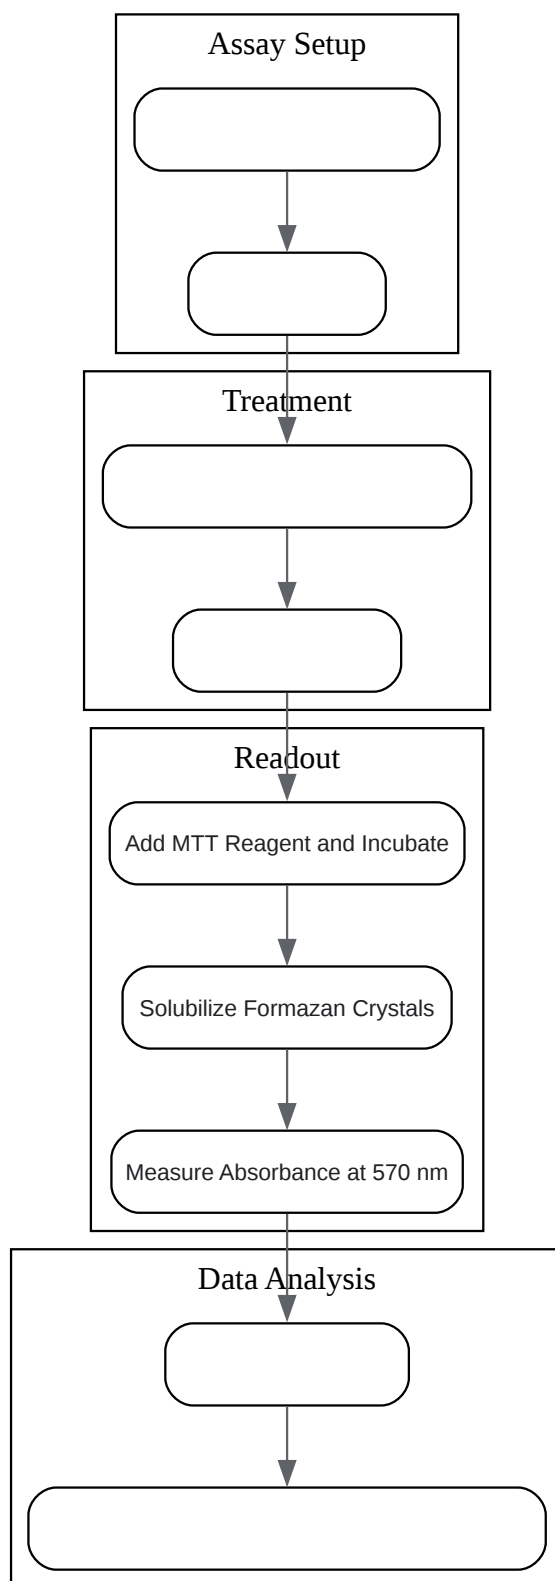 Assay Setup
Treatment
Readout
Add MTT Reagent and Incubate
Solubilize Formazan Crystals
Measure Absorbance at 570 nm
Data Analysis